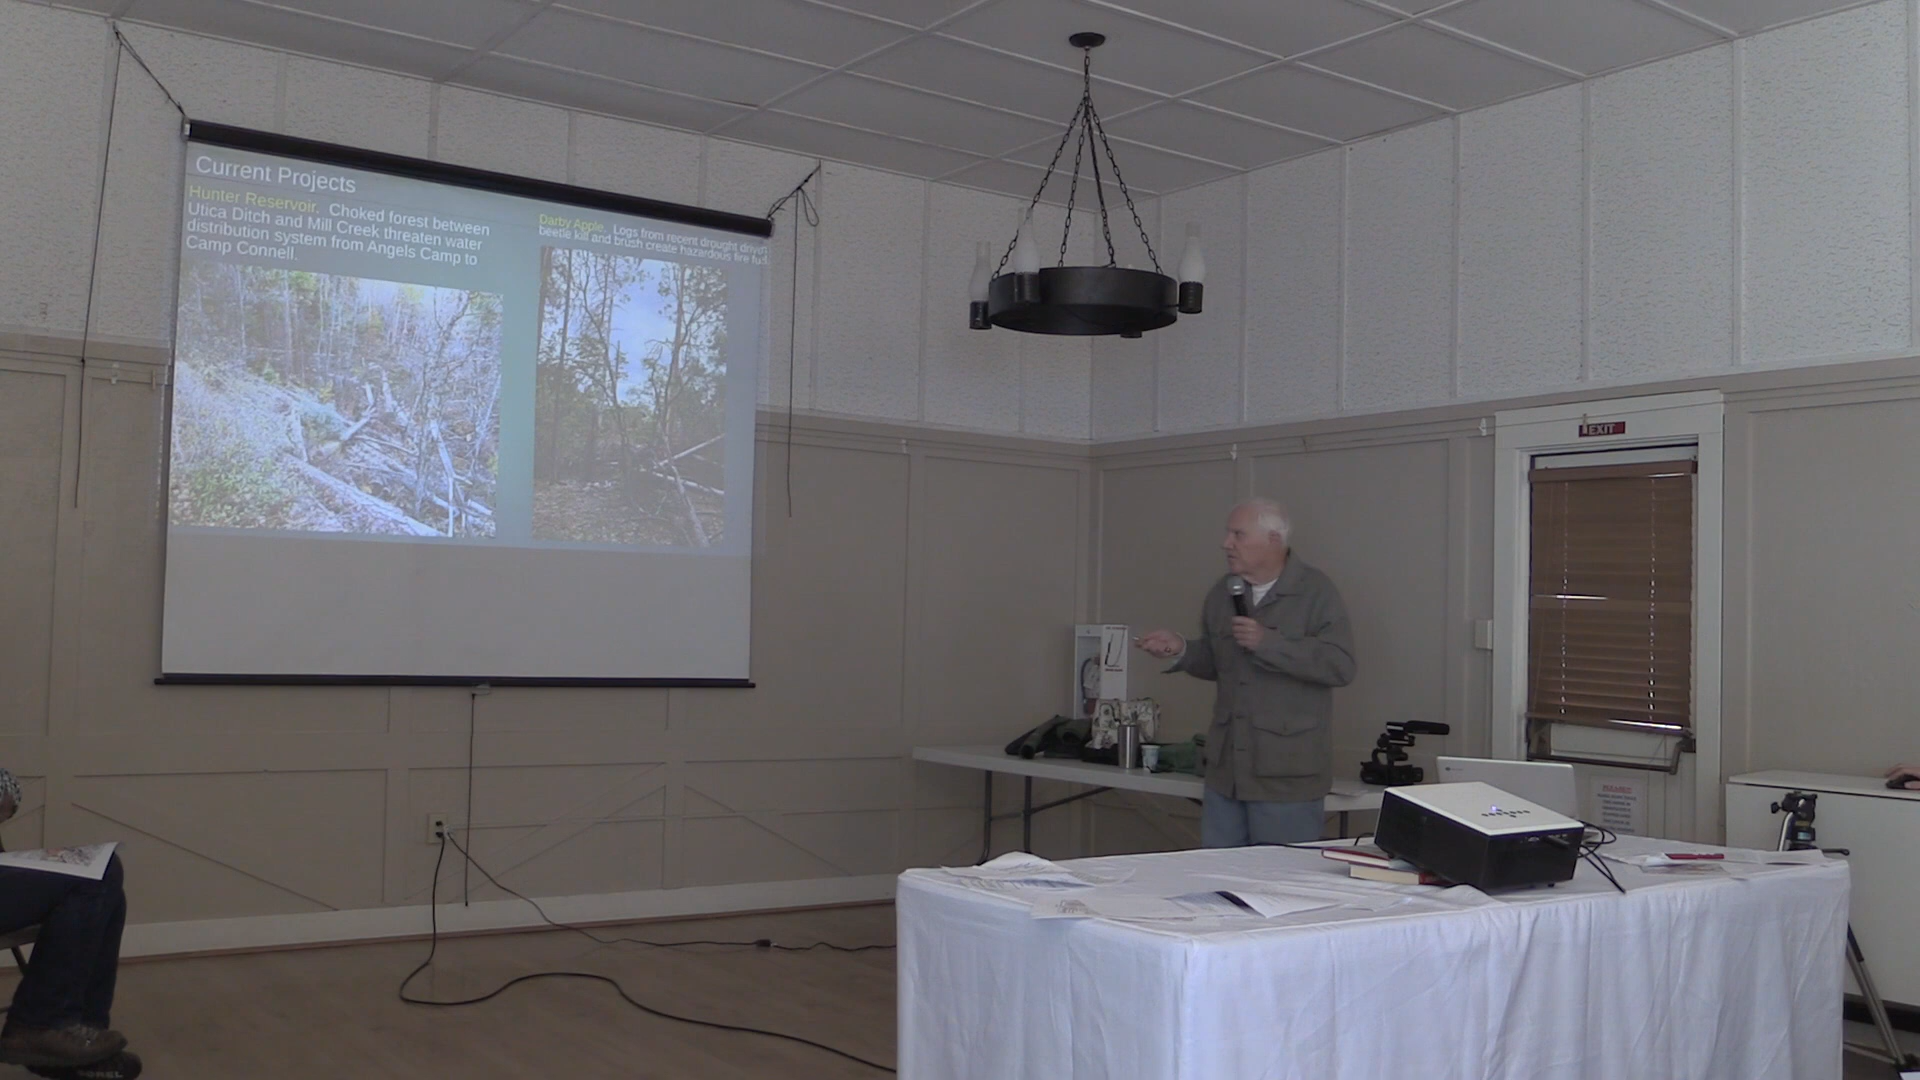 Current Projects
Hunter Reservoir. Choked forest between
Utica Ditch and Mill Creek threaten water
distribution system from Angels Camp to
Camp Connell.
Darby Apple. Logs from recent drought driven
beetle kill and brush create hazardous fire fuel.
EXIT
SOREL